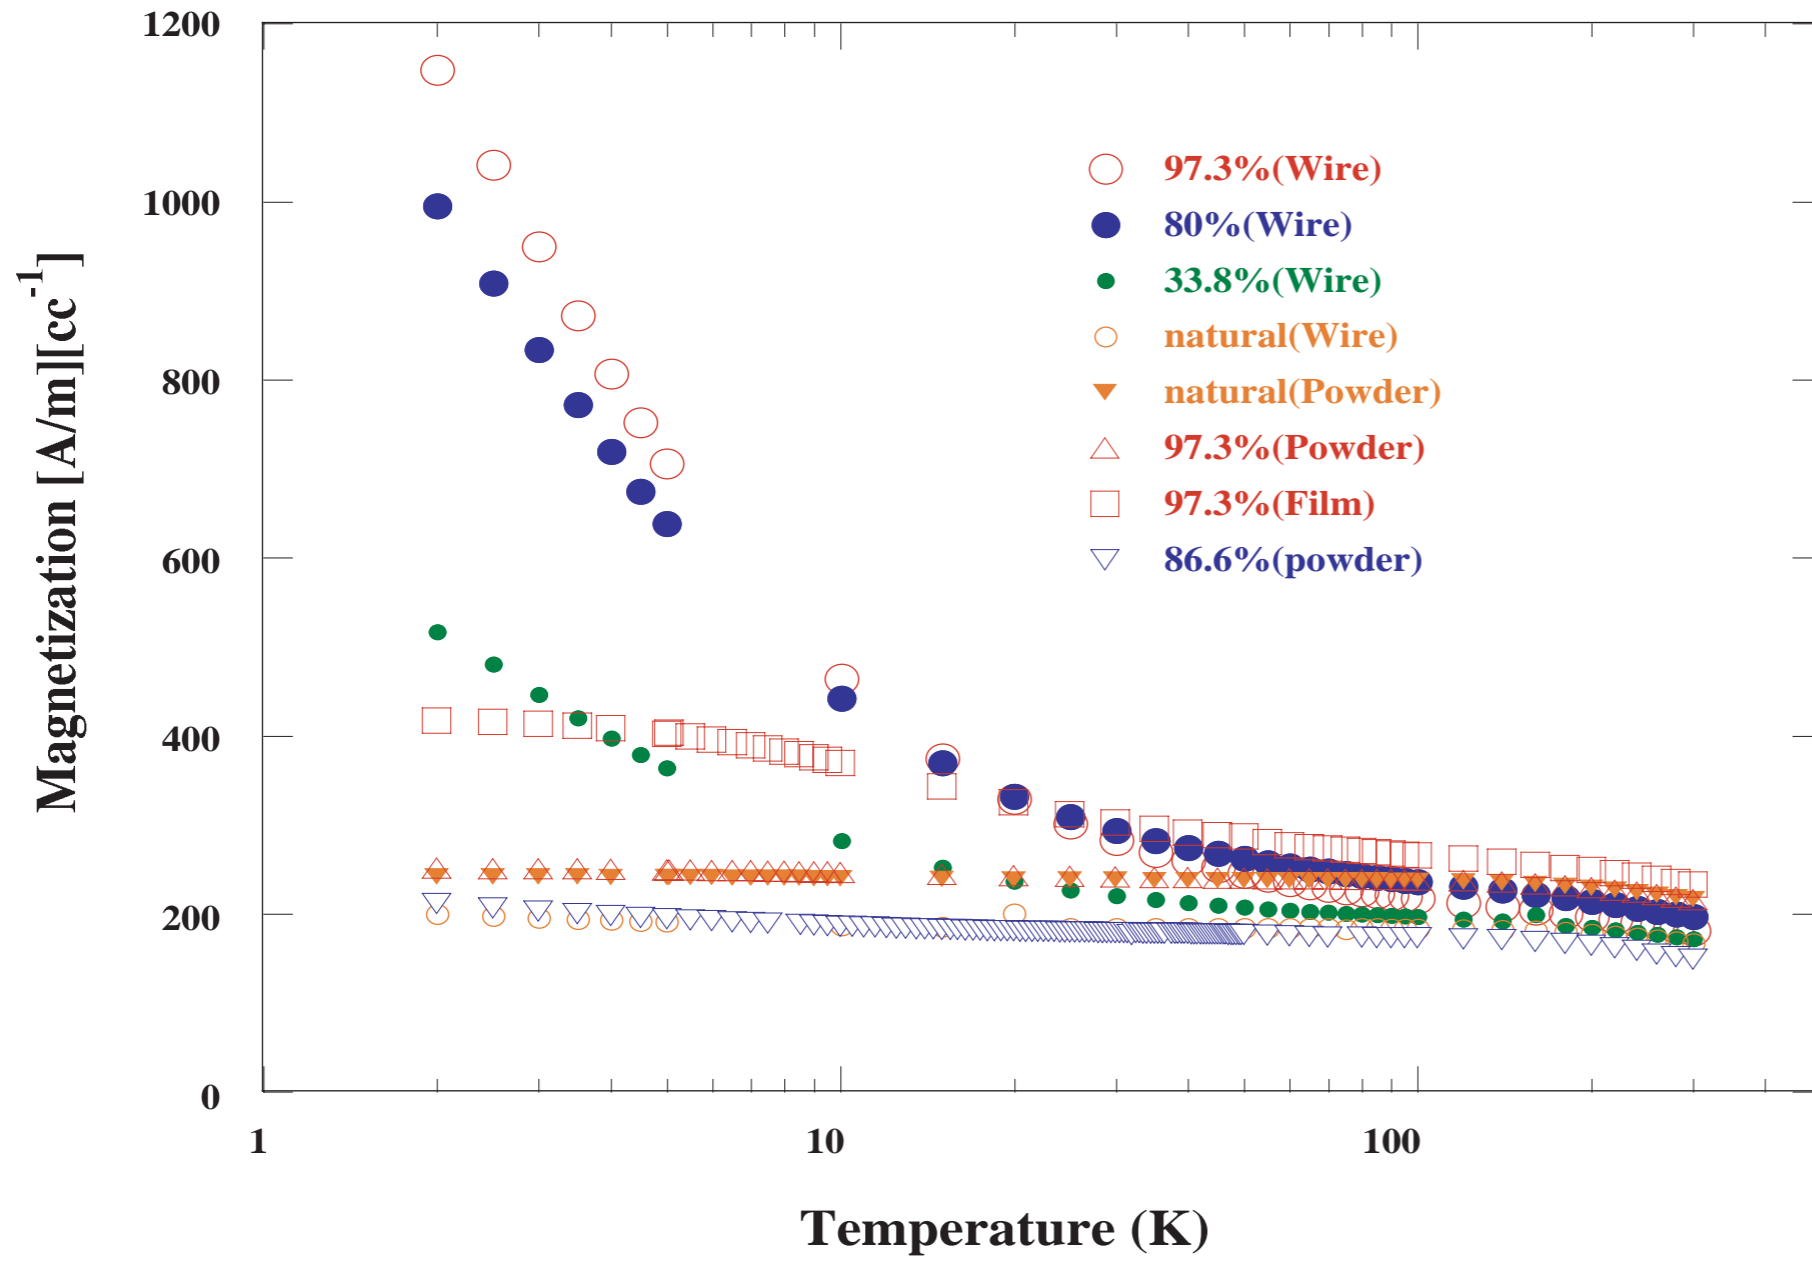 1200
1000
800
600
400
200
0
Magnetization [A/m][cc-1]
97.3%(Wire)
80%(Wire)
33.8%(Wire)
natural(Wire)
natural(Powder)
97.3%(Powder)
97.3%(Film)
86.6%(powder)
1 10 100
Temperature (K)